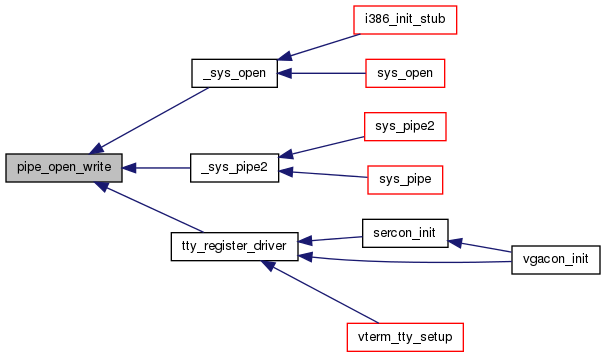 i386_init_stub
_sys_open
sys_open
sys_pipe2
pipe_open_write
_sys_pipe2
sys_pipe
sercon_init
tty_register_driver
vgacon_init
vterm_tty_setup